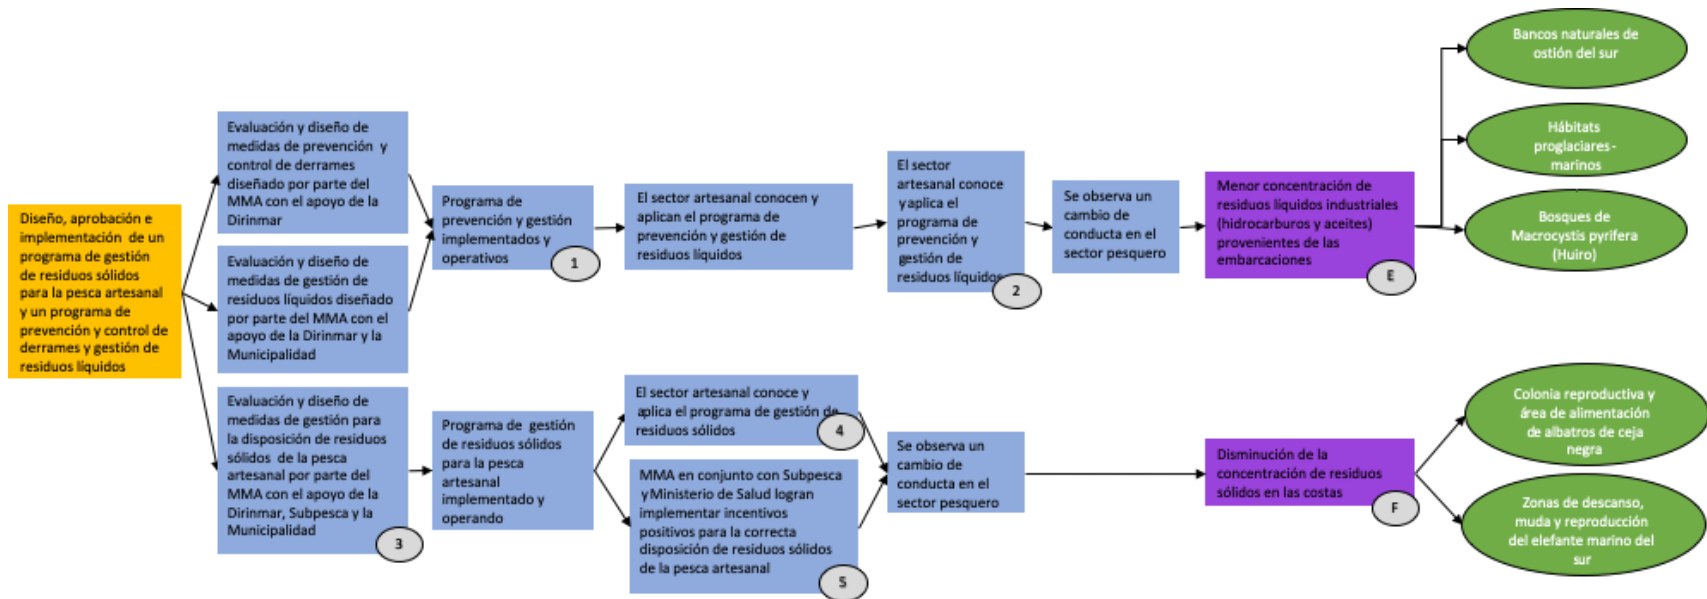 Diseño, aprobación e
implementación de un
programa de gestión
de residuos sólidos
para la pesca artesanal
y un programa de
prevención y control de
derrames y gestión de
residuos líquidos
Evaluación y diseño de
medidas de prevención y
control de derrames
diseñado por parte del
MMA con el apoyo de la
Dirinmar
Evaluación y diseño de
medidas de gestión de
residuos líquidos diseñado
por parte del MMA con el
apoyo de la Dirinmar y la
Municipalidad
Evaluación y diseño de
medidas de gestión para
la disposición de residuos
sólidos de la pesca
artesanal por parte del
MMA con el apoyo de la
Dirinmar, Subpesca y la
Municipalidad
3
Programa de
prevención y gestión
implementados y
operativos
1
El sector artesanal conocen y
aplican el programa de
prevención y gestión de
residuos líquidos
El sector
artesanal conoce
y aplica el
programa de
prevención y
gestión de
residuos líquidos
2
Se observa un
cambio de
conducta en el
sector pesquero
Menor concentración de
residuos líquidos industriales
(hidrocarburos y aceites)
provenientes de las
embarcaciones
E
Bancos naturales de
ostión del sur
Hábitats
proglaciares-
marinos
Bosques de
Macrocystis pyrifera
(Huiro)
Programa de gestión
de residuos sólidos
para la pesca
artesanal
implementado y
operando
El sector artesanal conoce y
aplica el programa de gestión de
residuos sólidos
4
MMA en conjunto con Subpesca
y Ministerio de Salud logran
implementar incentivos
positivos para la correcta
disposición de residuos sólidos
de la pesca artesanal
5
Se observa un
cambio de
conducta en el
sector pesquero
Disminución de la
concentración de residuos
sólidos en las costas
F
Colonia reproductiva y
área de alimentación
de albatros de ceja
negra
Zonas de descanso,
muda y reproducción
del elefante marino del
sur